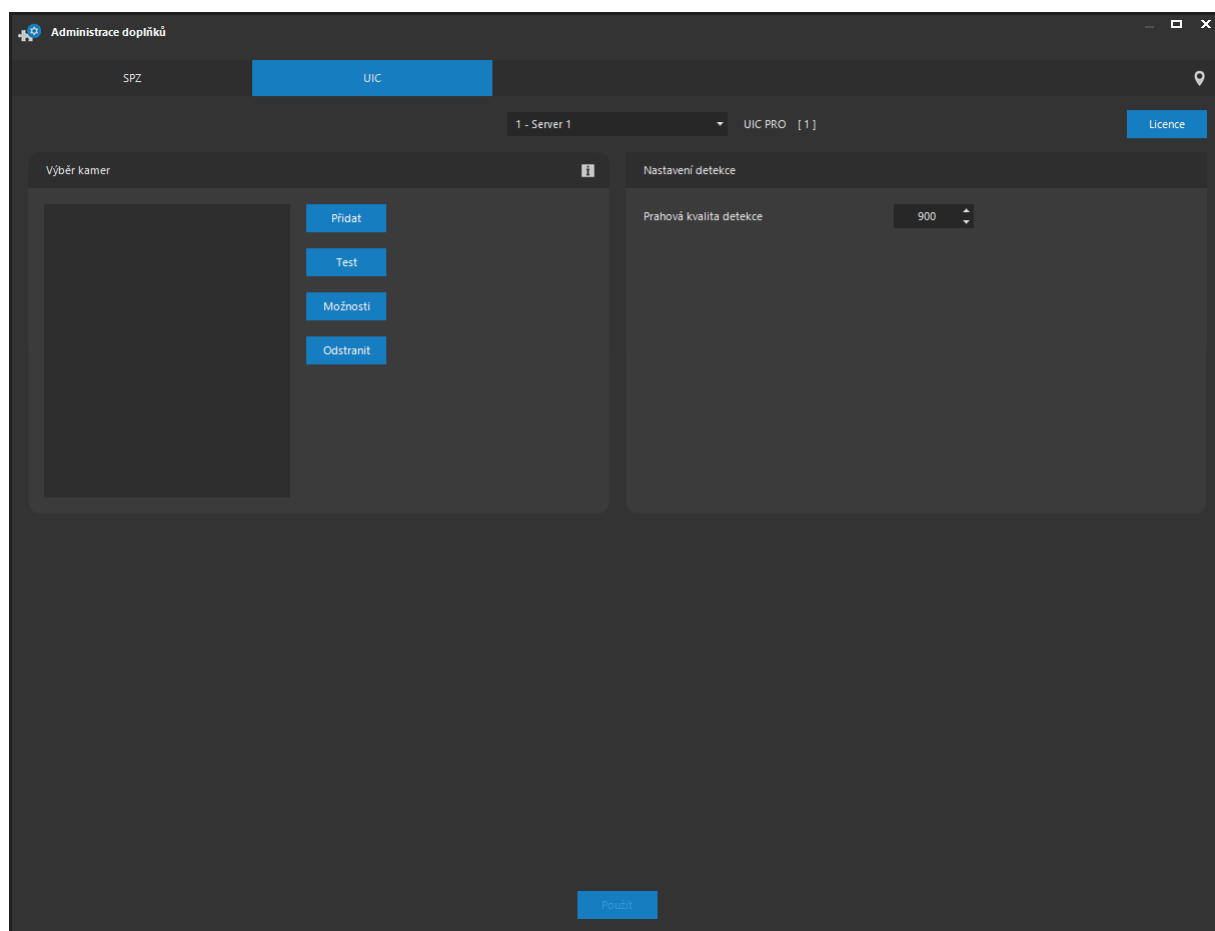 Administrace doplňků
SPZ UIC
1 - Server 1 UIC PRO [ 1 ] Licence
Výběr kamer
Nastavení detekce
Přidat
Prahová kvalita detekce 900
Test
Možnosti
Odstranit
Použít